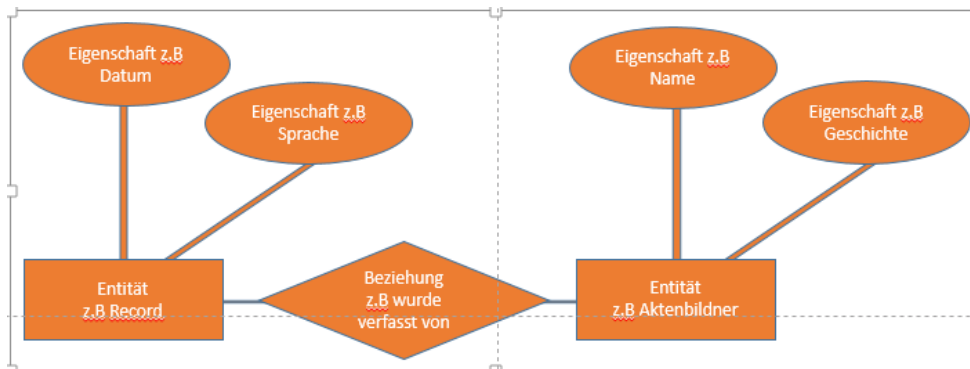 Eigenschaft z,B
Datum
Eigenschaft z,B
Sprache
Eigenschaft z,B
Name
Eigenschaft z,B
Geschichte
Entität
z,B Record
Beziehung
z,B wurde
verfasst von
Entität
z,B Aktenbildner